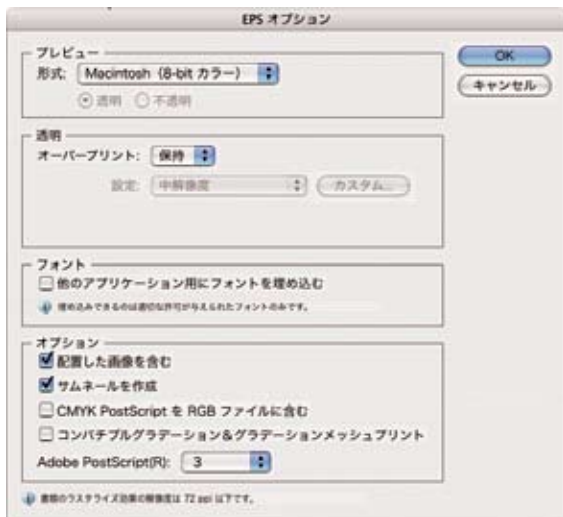 EPS オプション
プレビュー
形式: Macintosh（8-bit カラー）
透明 不透明
OK
キャンセル
透明
オーバープリント: 保持
設定: 中解像度 カスタム...
フォント
他のアプリケーション用にフォントを埋め込む
埋め込みできるのは適切な許可が与えられたフォントのみです。
オプション
配置した画像を含む
サムネールを作成
CMYK PostScript を RGB ファイルに含む
コンパチブルグラデーション&グラデーションメッシュプリント
Adobe PostScript(R): 3
書類のラスタライズ効果の解像度は 72 ppi 以下です。